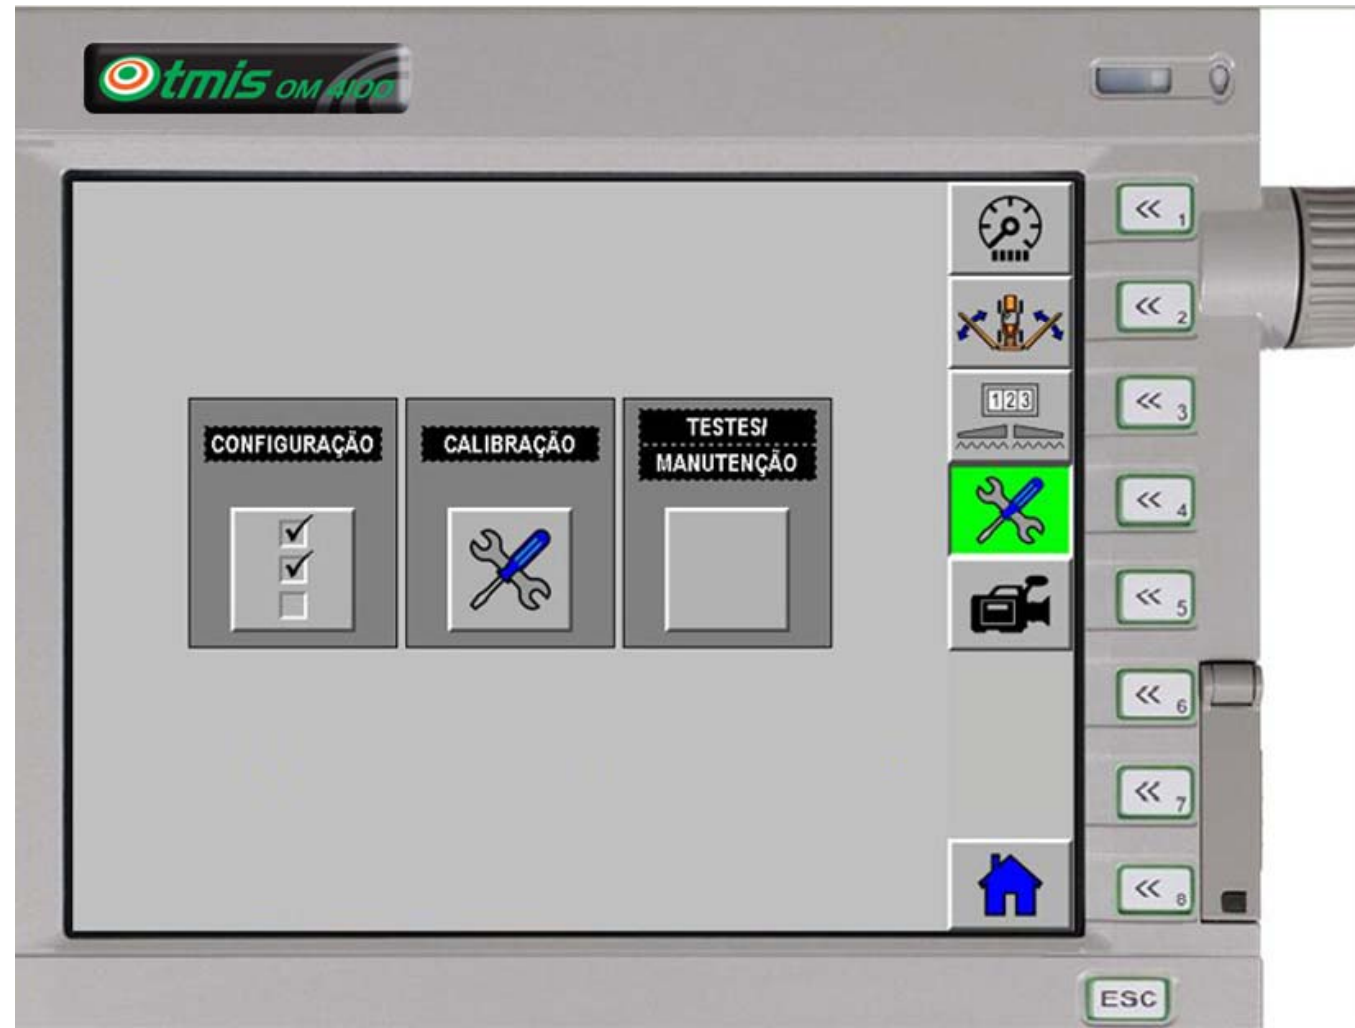 Otmis OM 4100
CONFIGURAÇÃO
CALIBRAÇÃO
TESTES/
MANUTENÇÃO
123
<< 1
<< 2
<< 3
<< 4
<< 5
<< 6
<< 7
<< 8
ESC